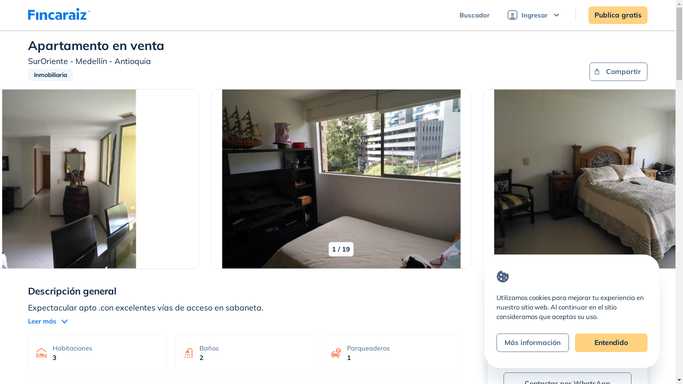 Fincaraiz
Buscador
Ingresar
Publica gratis
Apartamento en venta
SurOriente - Medellín - Antioquia
Inmobiliaria
Compartir
1 / 19
Descripción general
Expectacular apto .con excelentes vías de acceso en sabaneta.
Leer más
Habitaciones
3
Baños
2
Parqueaderos
1
Utilizamos cookies para mejorar tu experiencia en
nuestro sitio web. Al continuar en el sitio
consideramos que aceptas su uso.
Más información
Entendido
Contactar por WhatsApp